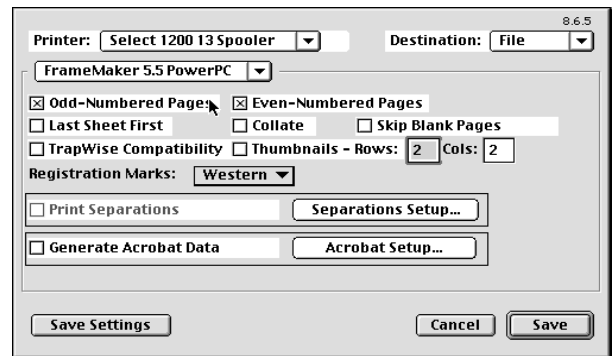 8.6.5
Printer: Select 1200 13 Spooler Destination: File
FrameMaker 5.5 PowerPC
Odd-Numbered Pages Even-Numbered Pages
Last Sheet First Collate Skip Blank Pages
TrapWise Compatibility Thumbnails - Rows: 2 Cols: 2
Registration Marks: Western
Print Separations Separations Setup...
Generate Acrobat Data Acrobat Setup...
Save Settings Cancel Save